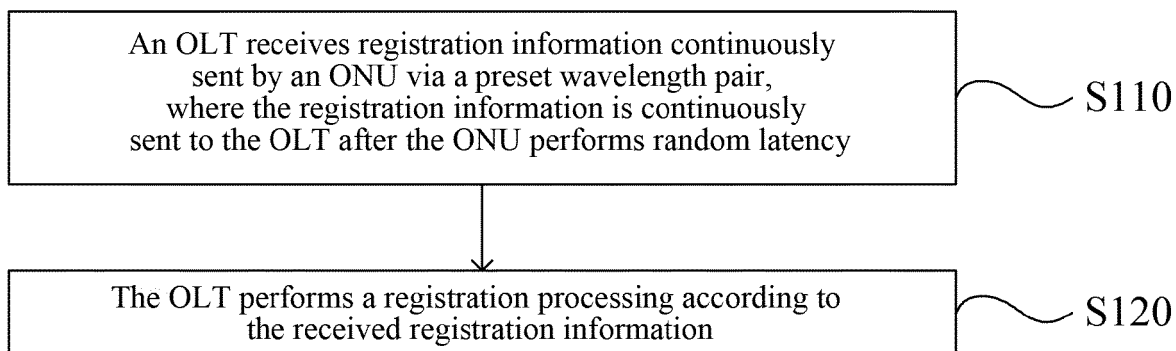 An OLT receives registration information continuously
sent by an ONU via a preset wavelength pair,
where the registration information is continuously
sent to the OLT after the ONU performs random latency
S110
The OLT performs a registration processing according to
the received registration information
S120